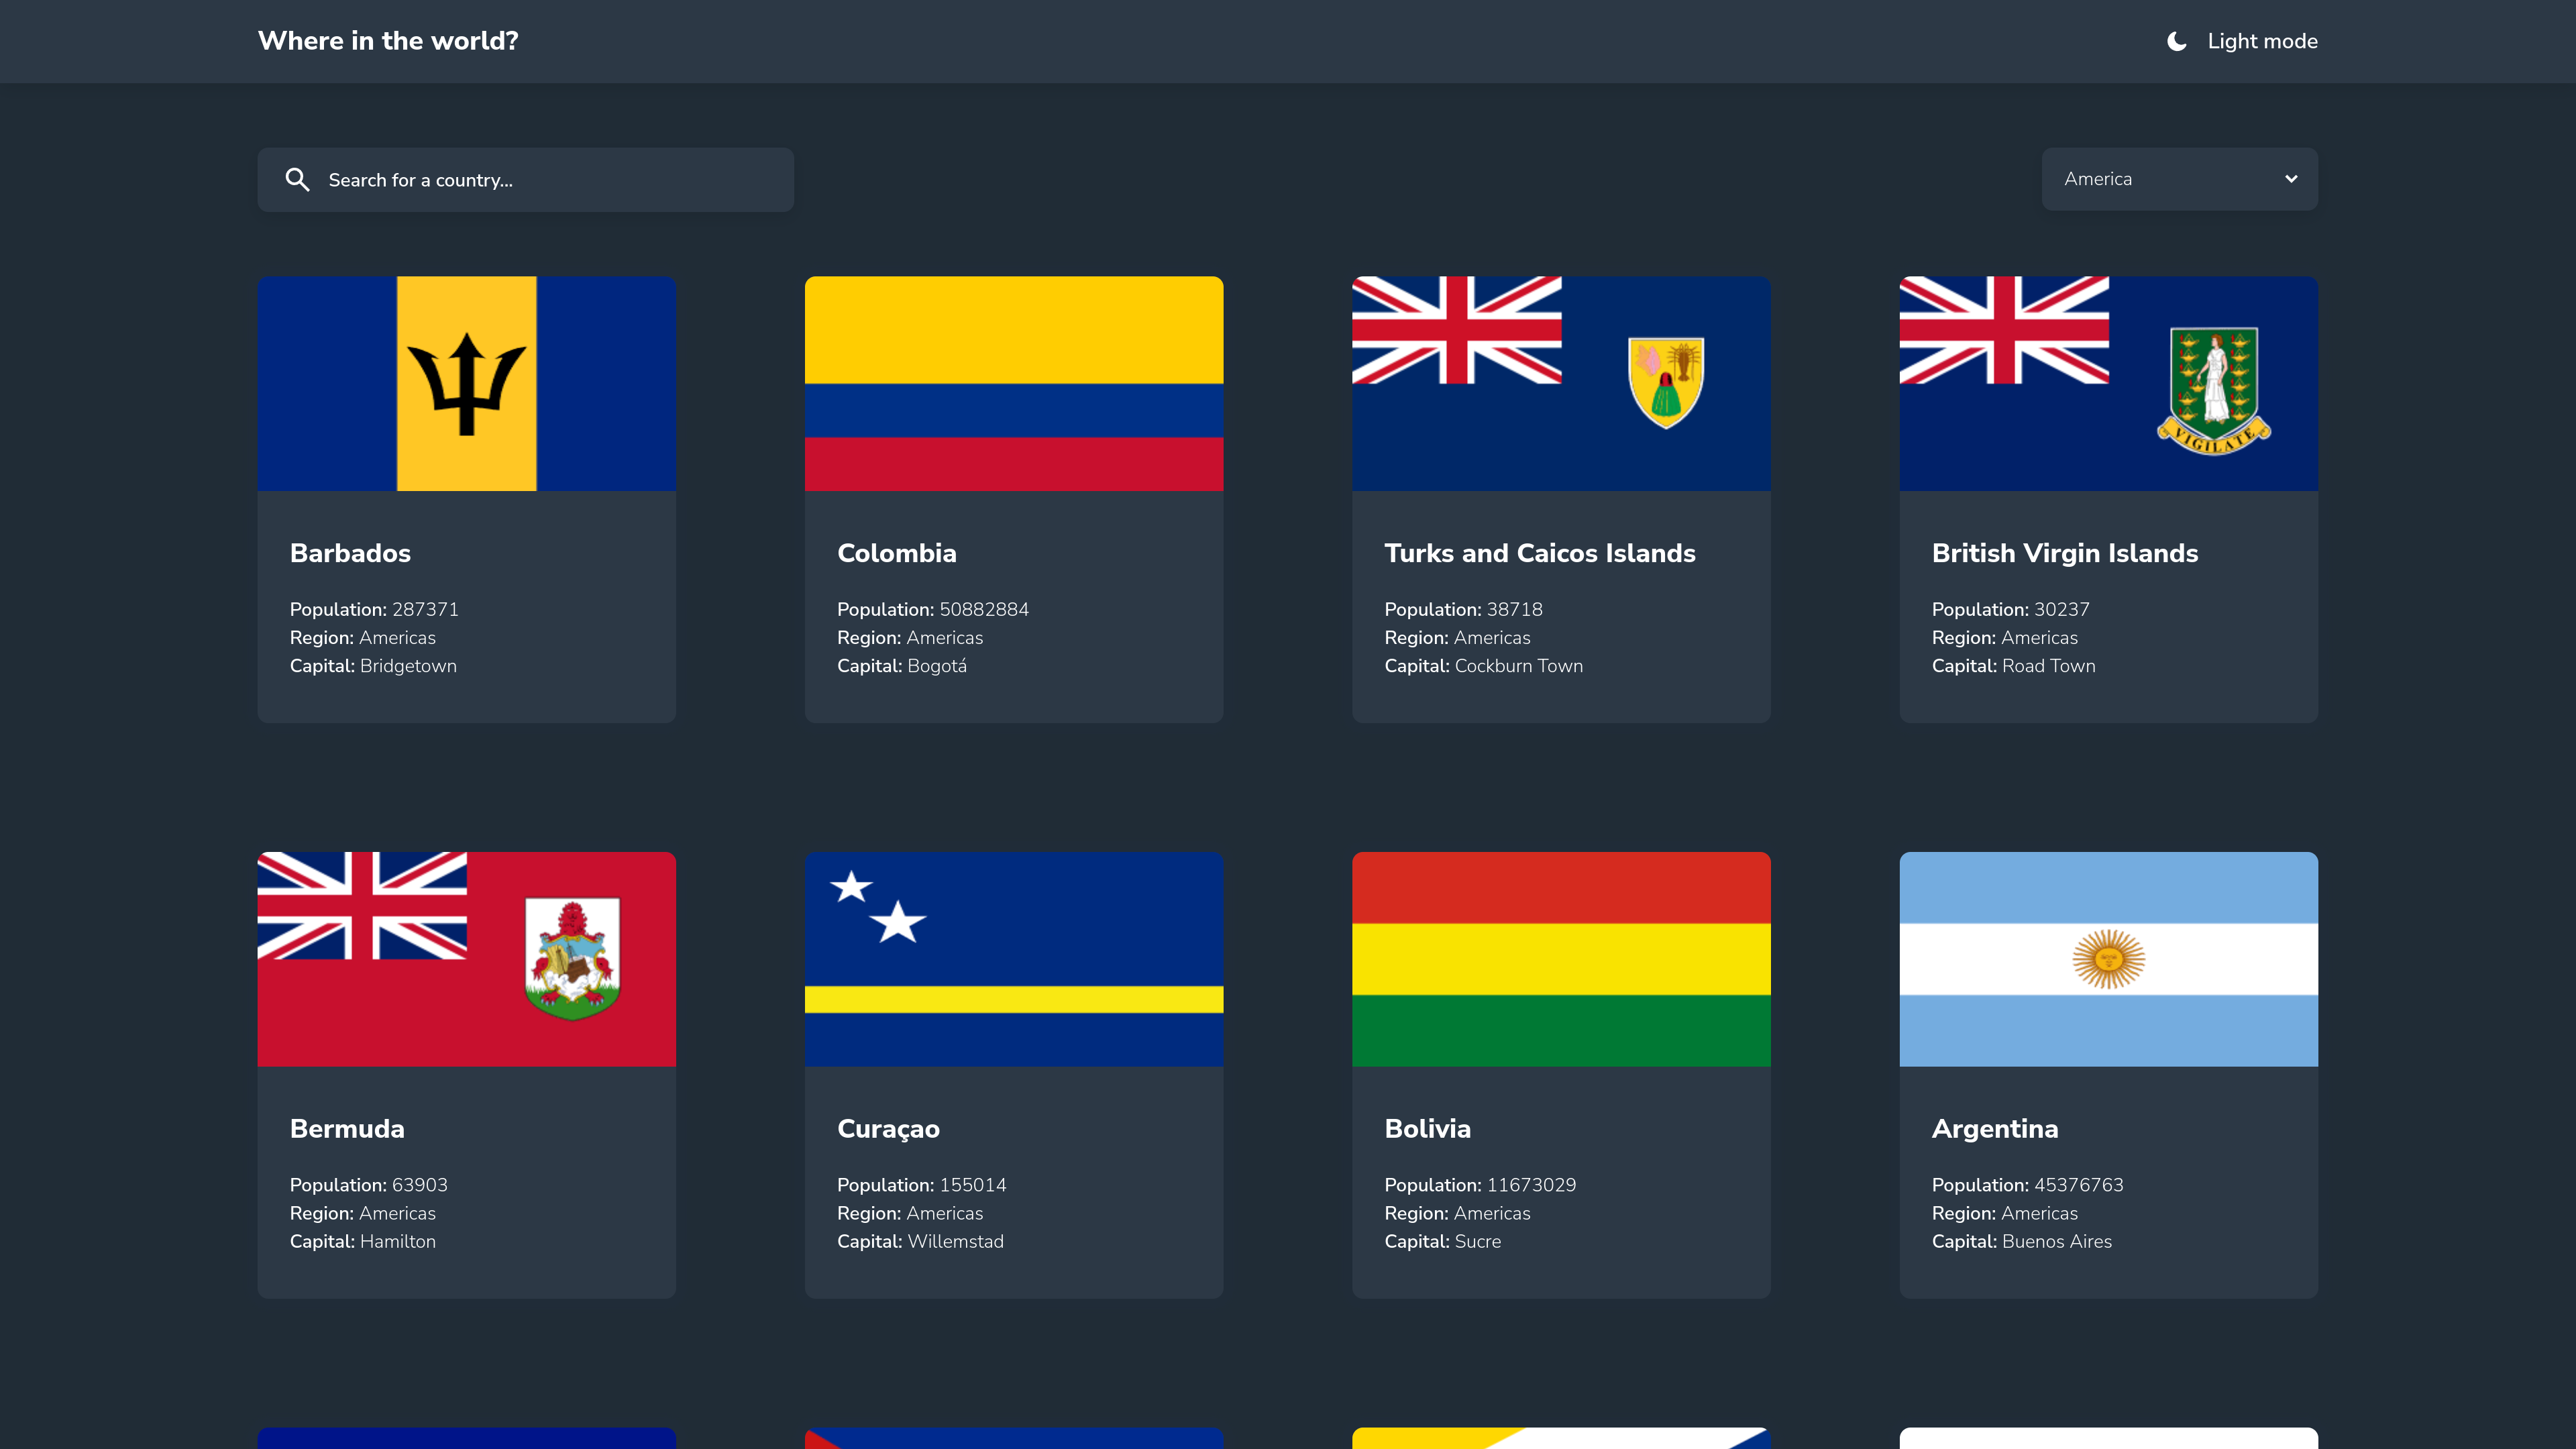 Where in the world?
Light mode
Search for a country...
America
VIGILATE
Barbados
Population: 287371
Region: Americas
Capital: Bridgetown
Colombia
Population: 50882884
Region: Americas
Capital: Bogotá
Turks and Caicos Islands
Population: 38718
Region: Americas
Capital: Cockburn Town
British Virgin Islands
Population: 30237
Region: Americas
Capital: Road Town
Bermuda
Population: 63903
Region: Americas
Capital: Hamilton
Curaçao
Population: 155014
Region: Americas
Capital: Willemstad
Bolivia
Population: 11673029
Region: Americas
Capital: Sucre
Argentina
Population: 45376763
Region: Americas
Capital: Buenos Aires